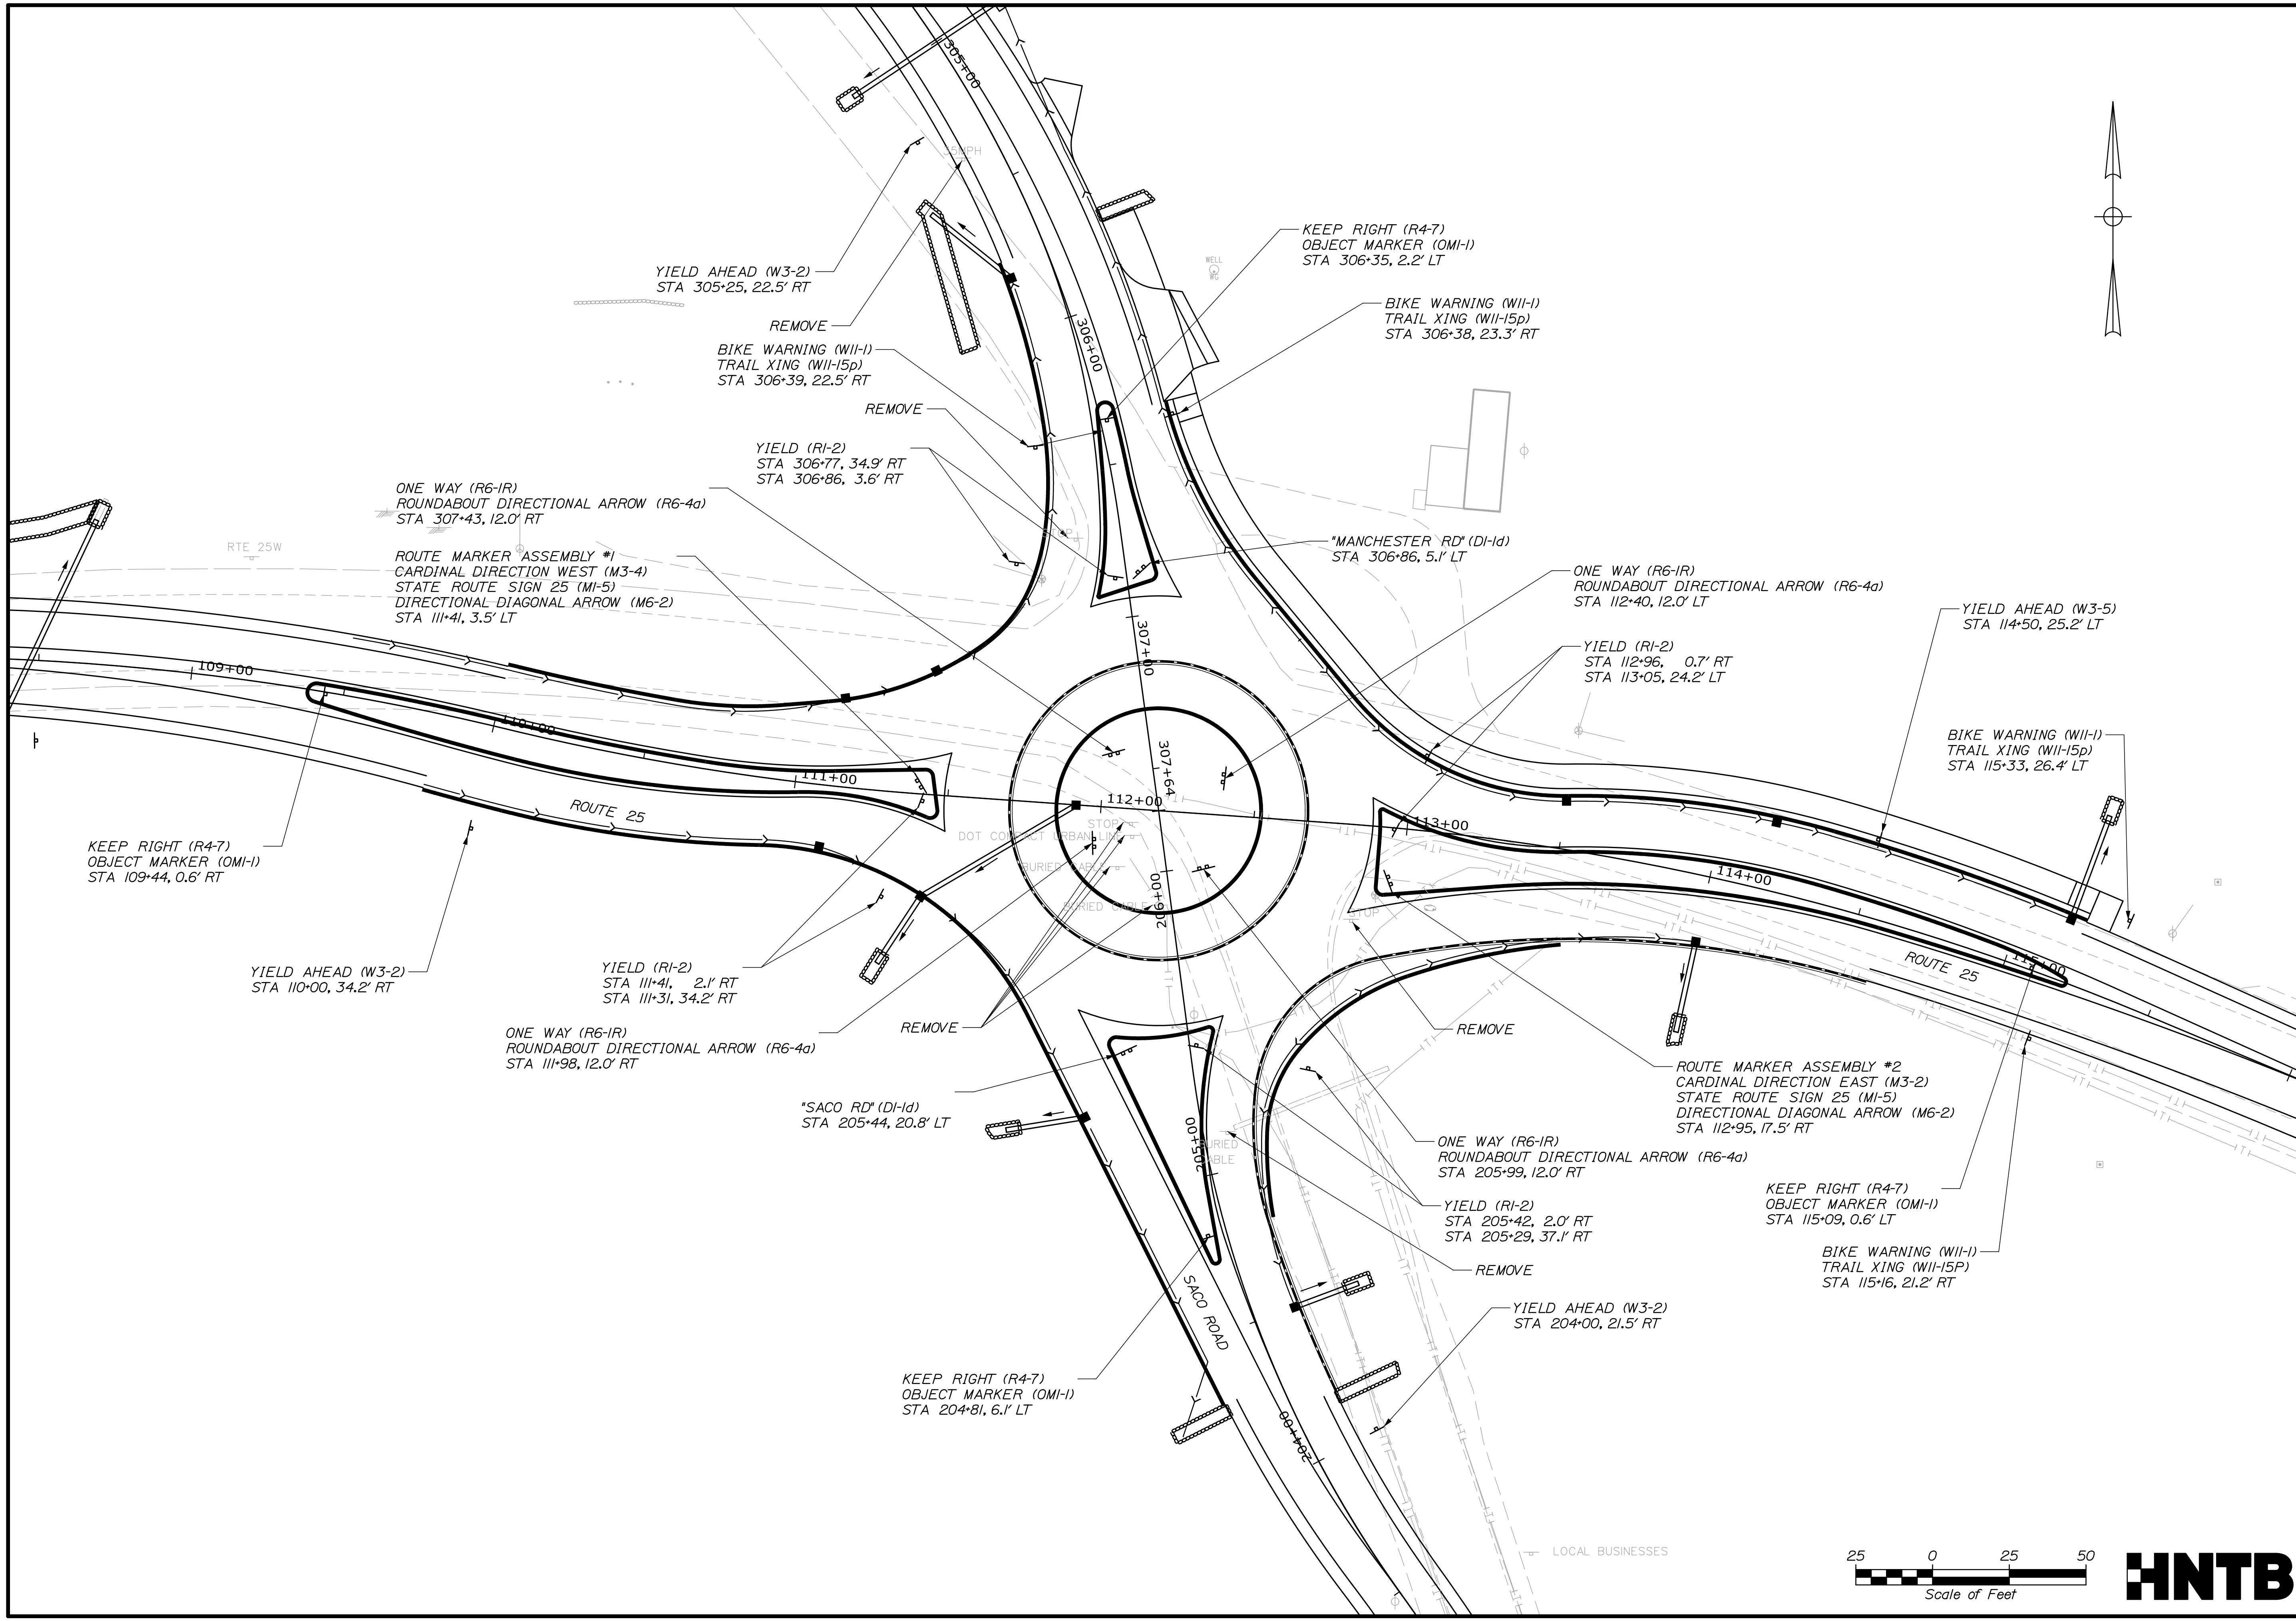 305+00
35MPH
KEEP RIGHT (R4-7)
OBJECT MARKER (OM1-1)
STA 306+35, 2.2' LT
YIELD AHEAD (W3-2)
STA 305+25, 22.5' RT
WELL
WG
BIKE WARNING (W11-1)
TRAIL XING (W11-15p)
STA 306+38, 23.3' RT
REMOVE
306+00
BIKE WARNING (W11-1)
TRAIL XING (W11-15p)
STA 306+39, 22.5' RT
REMOVE
YIELD (R1-2)
STA 306+77, 34.9' RT
STA 306+86, 3.6' RT
ONE WAY (R6-1R)
ROUNDABOUT DIRECTIONAL ARROW (R6-4a)
STA 307+43, 12.0' RT
STOP
RTE 25W
"MANCHESTER RD" (D1-1d)
STA 306+86, 5.1' LT
ROUTE MARKER ASSEMBLY #1
CARDINAL DIRECTION WEST (M3-4)
STATE ROUTE SIGN 25 (M1-5)
DIRECTIONAL DIAGONAL ARROW (M6-2)
STA 111+41, 3.5' LT
ONE WAY (R6-1R)
ROUNDABOUT DIRECTIONAL ARROW (R6-4a)
STA 112+40, 12.0' LT
YIELD AHEAD (W3-5)
STA 114+50, 25.2' LT
307+00
YIELD (R1-2)
STA 112+96, 0.7' RT
STA 113+05, 24.2' LT
109+00
110+00
BIKE WARNING (W11-1)
TRAIL XING (W11-15p)
STA 115+33, 26.4' LT
307+64
111+00
112+00
ROUTE 25
STOP
113+00
DOT COMPACT URBAN LINE
KEEP RIGHT (R4-7)
OBJECT MARKER (OM1-1)
STA 109+44, 0.6' RT
BURIED CABLE
114+00
206+00
BURIED CABLE
STOP
YIELD AHEAD (W3-2)
STA 110+00, 34.2' RT
YIELD (R1-2)
STA 111+41, 2.1' RT
STA 111+31, 34.2' RT
115+00
ROUTE 25
REMOVE
REMOVE
ONE WAY (R6-1R)
ROUNDABOUT DIRECTIONAL ARROW (R6-4a)
STA 111+98, 12.0' RT
ROUTE MARKER ASSEMBLY #2
CARDINAL DIRECTION EAST (M3-2)
STATE ROUTE SIGN 25 (M1-5)
DIRECTIONAL DIAGONAL ARROW (M6-2)
STA 112+95, 17.5' RT
"SACO RD" (D1-1d)
STA 205+44, 20.8' LT
205+00
BURIED
CABLE
ONE WAY (R6-1R)
ROUNDABOUT DIRECTIONAL ARROW (R6-4a)
STA 205+99, 12.0' RT
KEEP RIGHT (R4-7)
OBJECT MARKER (OM1-1)
STA 115+09, 0.6' LT
YIELD (R1-2)
STA 205+42, 2.0' RT
STA 205+29, 37.1' RT
BIKE WARNING (W11-1)
TRAIL XING (W11-15P)
STA 115+16, 21.2' RT
REMOVE
SACO ROAD
YIELD AHEAD (W3-2)
STA 204+00, 21.5' RT
KEEP RIGHT (R4-7)
OBJECT MARKER (OM1-1)
STA 204+81, 6.1' LT
204+00
LOCAL BUSINESSES
25 0 25 50
Scale of Feet
HNTB